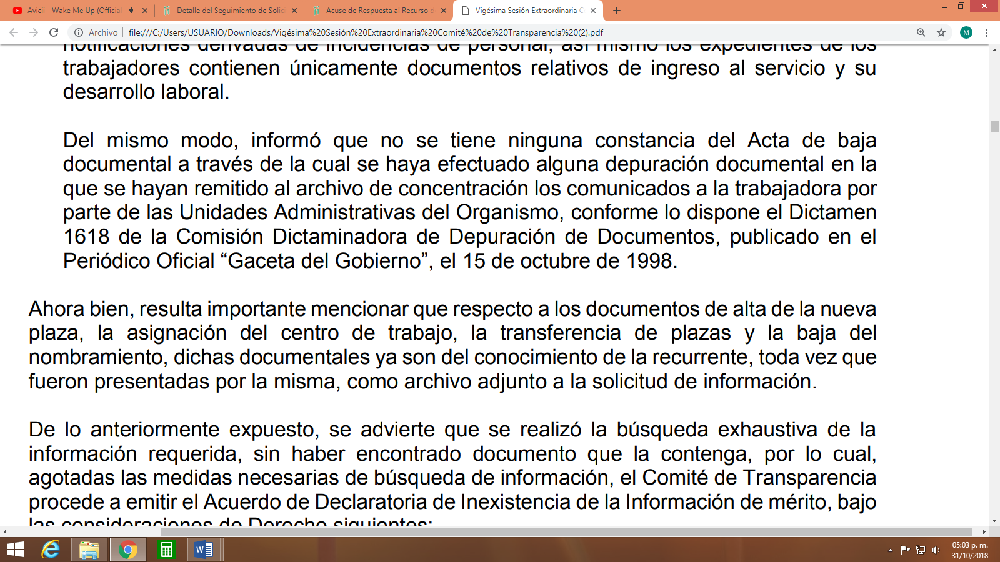 Avicii - Wake Me Up (Official
Detalle del Seguimiento de Solic
Acuse de Respuesta al Recurso d
Vigésima Sesión Extraordinaria C
Archivo
file:///C:/Users/USUARIO/Downloads/Vigésima%20Sesión%20Extraordinaria%20Comité%20de%20Transparencia%20(2).pdf
M
notificaciones derivadas de incidencias de personal, así mismo los expedientes de los
trabajadores contienen únicamente documentos relativos de ingreso al servicio y su
desarrollo laboral.
Del mismo modo, informó que no se tiene ninguna constancia del Acta de baja
documental a través de la cual se haya efectuado alguna depuración documental en la
que se hayan remitido al archivo de concentración los comunicados a la trabajadora por
parte de las Unidades Administrativas del Organismo, conforme lo dispone el Dictamen
1618 de la Comisión Dictaminadora de Depuración de Documentos, publicado en el
Periódico Oficial “Gaceta del Gobierno”, el 15 de octubre de 1998.
Ahora bien, resulta importante mencionar que respecto a los documentos de alta de la nueva
plaza, la asignación del centro de trabajo, la transferencia de plazas y la baja del
nombramiento, dichas documentales ya son del conocimiento de la recurrente, toda vez que
fueron presentadas por la misma, como archivo adjunto a la solicitud de información.
De lo anteriormente expuesto, se advierte que se realizó la búsqueda exhaustiva de la
información requerida, sin haber encontrado documento que la contenga, por lo cual,
agotadas las medidas necesarias de búsqueda de información, el Comité de Transparencia
procede a emitir el Acuerdo de Declaratoria de Inexistencia de la Información de mérito, bajo
las consideraciones de Derecho siguientes:
05:03 p. m.
31/10/2018